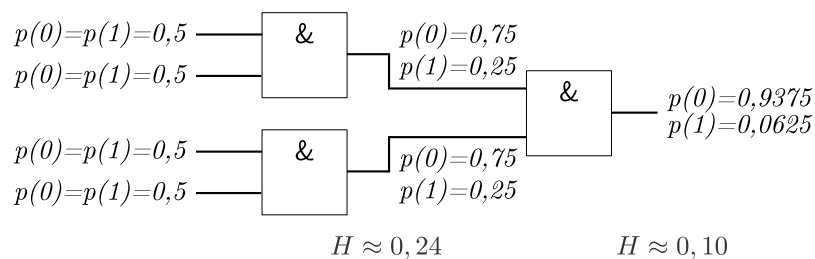 p(0)=p(1)=0,5
p(0)=p(1)=0,5
&
p(0)=0,75
p(1)=0,25
p(0)=p(1)=0,5
p(0)=p(1)=0,5
&
p(0)=0,75
p(1)=0,25
&
p(0)=0,9375
p(1)=0,0625
H ≈ 0, 24
H ≈ 0, 10